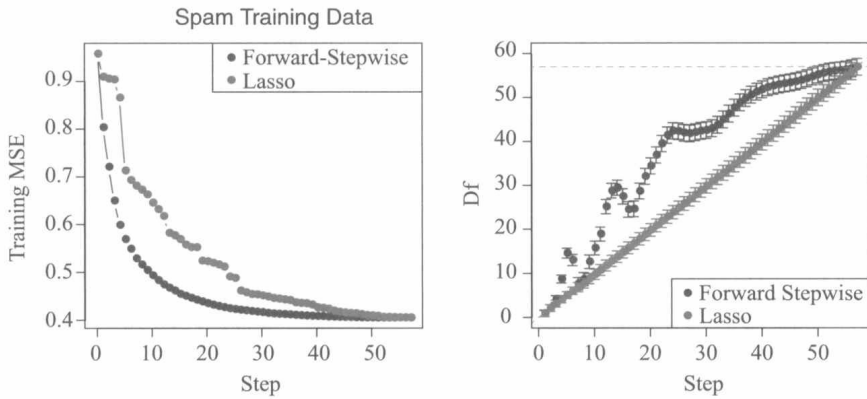 Spam Training Data
Forward-Stepwise
Lasso
Training MSE
0.9
0.8
0.7
0.6
0.5
0.4
0 10 20 30 40 50
Step
Df
60
50
40
30
20
10
0
Forward Stepwise
Lasso
0 10 20 30 40 50
Step